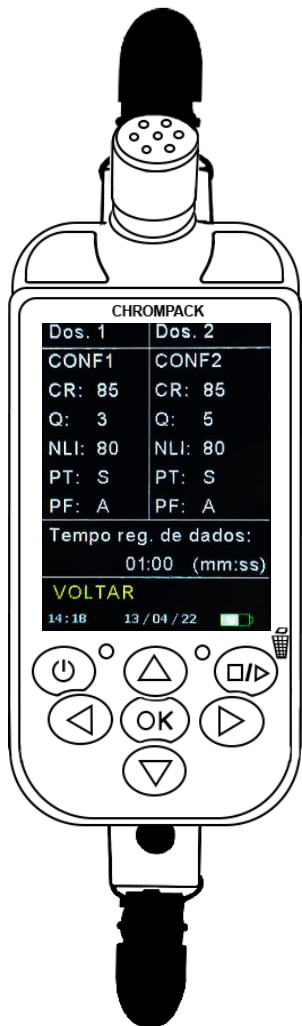 CHROMPACK
Dos. 1 Dos. 2
CONF1 CONF2
CR: 85 CR: 85
Q: 3 Q: 5
NLI: 80 NLI: 80
PT: S PT: S
PF: A PF: A
Tempo reg. de dados:
01:00 (mm:ss)
VOLTAR
14:18 13/04/22
OK